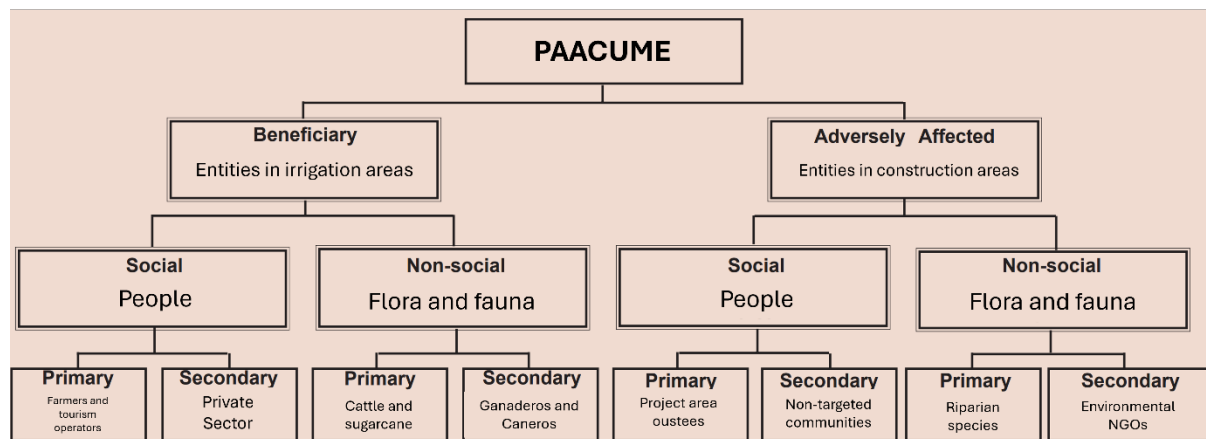 PAACUME
Beneficiary
Entities in irrigation areas
Adversely Affected
Entities in construction areas
Social
People
Non-social
Flora and fauna
Social
People
Non-social
Flora and fauna
Primary
Farmers and
tourism
operators
Secondary
Private
Sector
Primary
Cattle and
sugarcane
Secondary
Ganaderos and
Caneros
Primary
Project area
oustees
Secondary
Non-targeted
communities
Primary
Riparian
species
Secondary
Environmental
NGOs